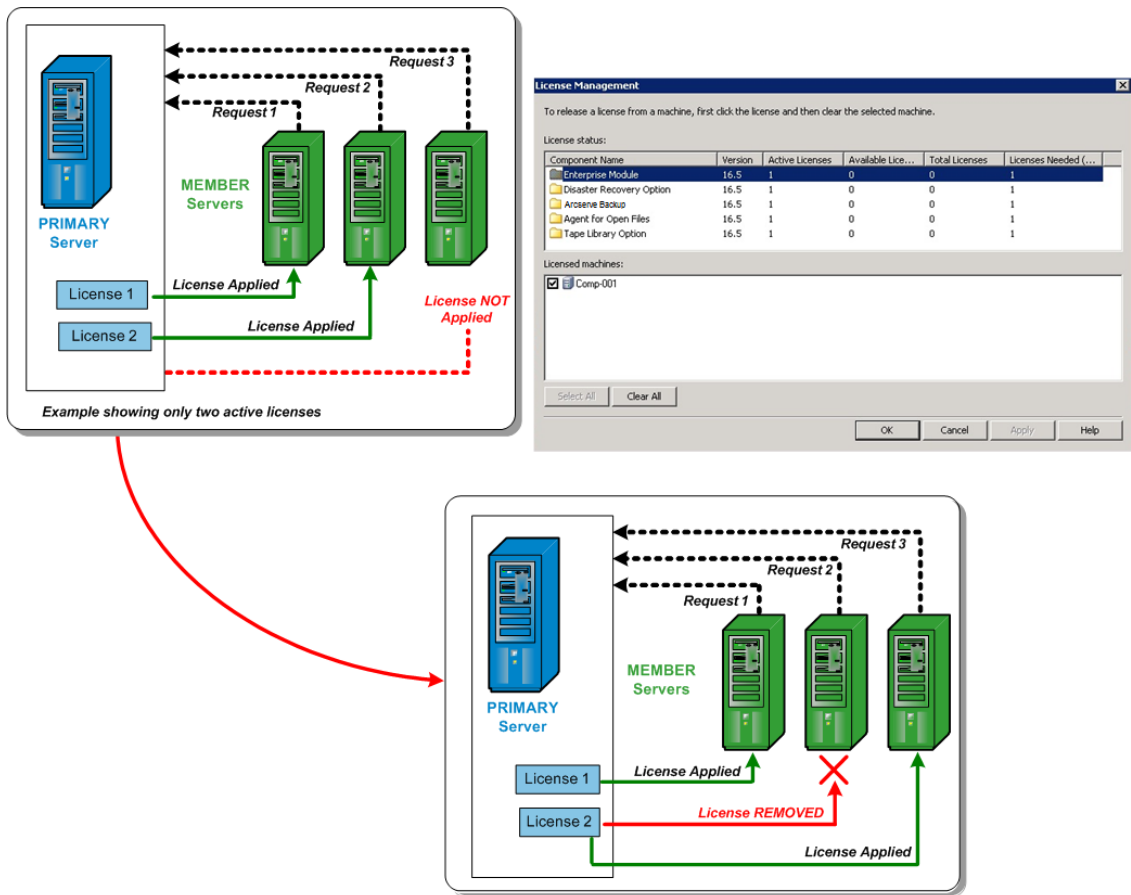 Request 3
Request 2
Request 1
MEMBER
Servers
PRIMARY
Server
License 1
License Applied
License 2
License Applied
License NOT
Applied
Example showing only two active licenses
License Management
To release a license from a machine, first click the license and then clear the selected machine.
License status:
Component Name Version Active Licenses Available Lice... Total Licenses Licenses Needed (...
Enterprise Module 16.5 1 0 0 1
Disaster Recovery Option 16.5 1 0 0 1
Arcserve Backup 16.5 1 0 0 1
Agent for Open Files 16.5 1 0 0 1
Tape Library Option 16.5 1 0 0 1
Licensed machines:
Comp-001
Select All Clear All
OK Cancel Apply Help
Request 3
Request 2
Request 1
MEMBER
Servers
PRIMARY
Server
License 1
License Applied
License 2
License REMOVED
License Applied